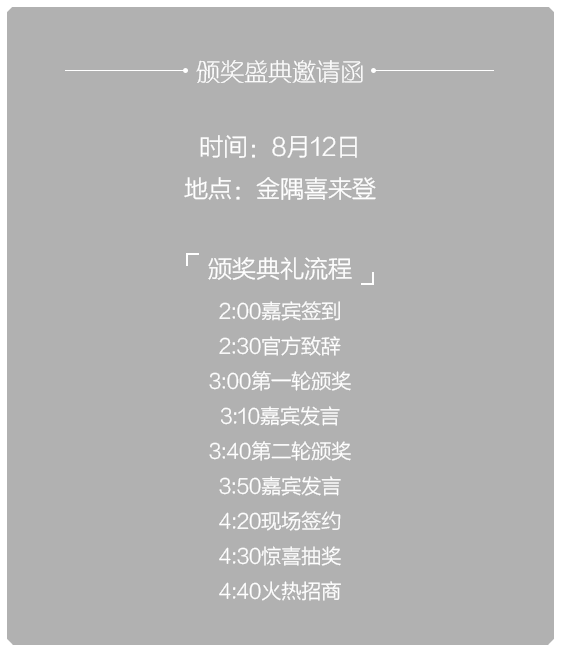 颁奖盛典邀请函
时间：8月12日
地点：金隅喜来登
颁奖典礼流程
2:00嘉宾签到
2:30官方致辞
3:00第一轮颁奖
3:10嘉宾发言
3:40第二轮颁奖
3:50嘉宾发言
4:20现场签约
4:30惊喜抽奖
4:40火热招商